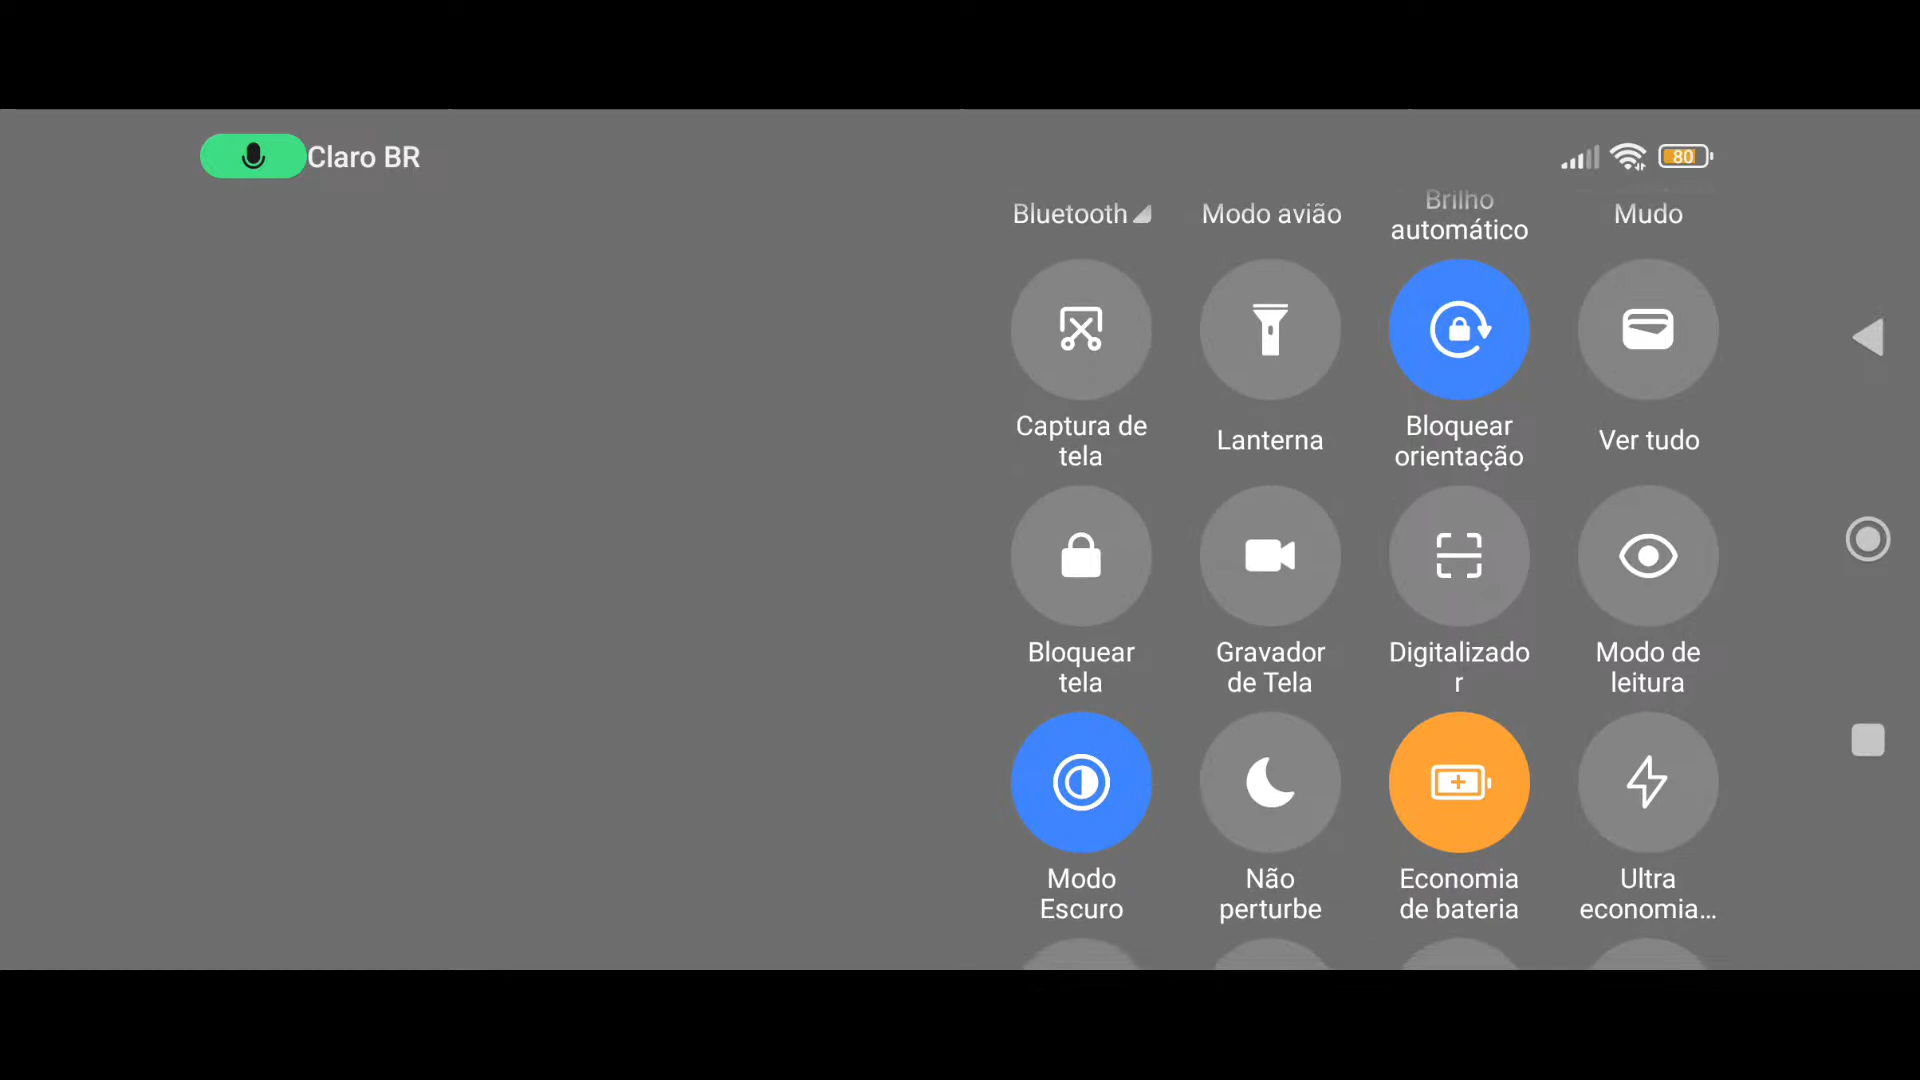 Claro BR
80
Bluetooth
Modo avião
Brilho
automático
Mudo
Captura de
tela
Lanterna
Bloquear
orientação
Ver tudo
Bloquear
tela
Gravador
de Tela
Digitalizado
r
Modo de
leitura
Modo
Escuro
Não
perturbe
Economia
de bateria
Ultra
economia...